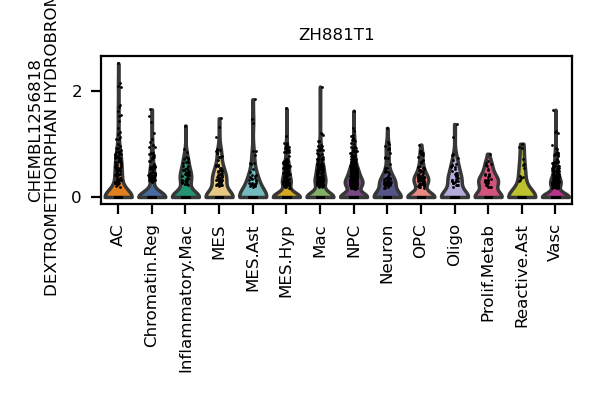 ZH881T1
CHEMBL1256818
DEXTROMETHORPHAN HYDROBROM
2
0
AC
Chromatin.Reg
Inflammatory.Mac
MES
MES.Ast
MES.Hyp
Mac
NPC
Neuron
OPC
Oligo
Prolif.Metab
Reactive.Ast
Vasc